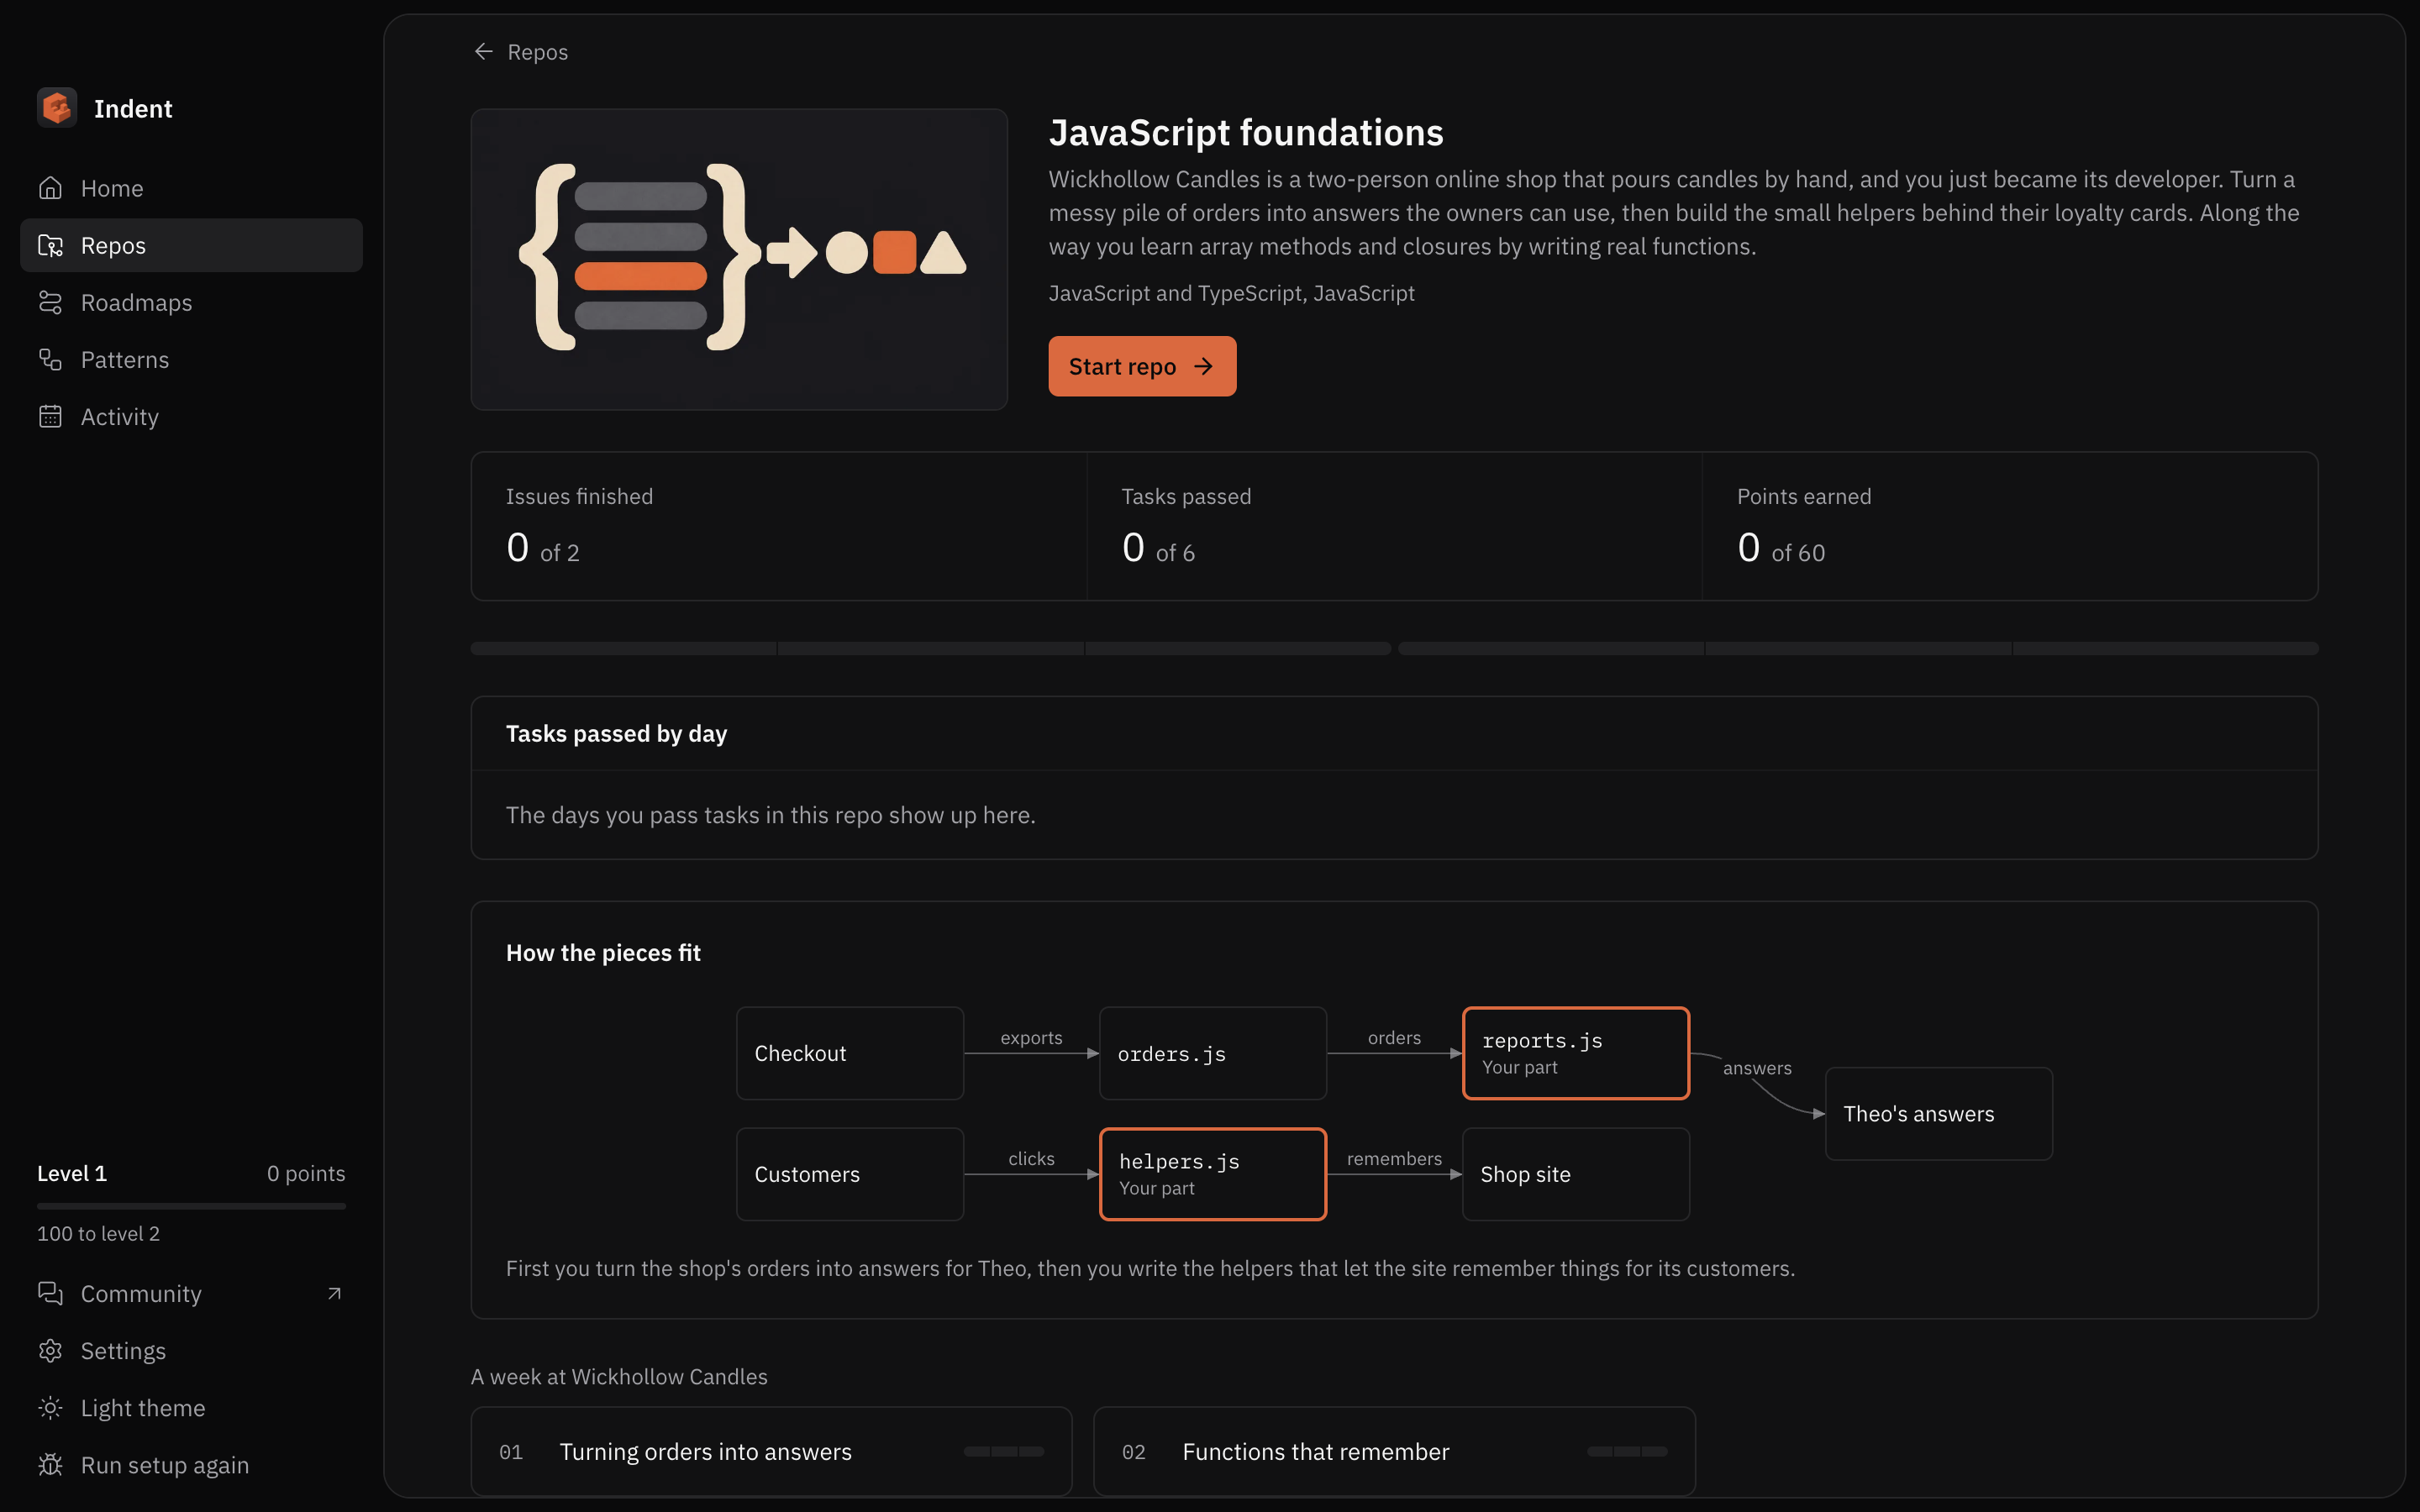 Indent
Home
Repos
Roadmaps
Patterns
Activity
Level 1
0 points
100 to level 2
Community
Settings
Light theme
Run setup again
Repos
JavaScript foundations
Wickhollow Candles is a two-person online shop that pours candles by hand, and you just became its developer. Turn a
messy pile of orders into answers the owners can use, then build the small helpers behind their loyalty cards. Along the
way you learn array methods and closures by writing real functions.
JavaScript and TypeScript, JavaScript
Start repo
Issues finished
0 of 2
Tasks passed
0 of 6
Points earned
0 of 60
Tasks passed by day
The days you pass tasks in this repo show up here.
How the pieces fit
Checkout
exports
orders.js
orders
reports.js
Your part
answers
Theo's answers
Customers
clicks
helpers.js
Your part
remembers
Shop site
First you turn the shop's orders into answers for Theo, then you write the helpers that let the site remember things for its customers.
A week at Wickhollow Candles
01 Turning orders into answers
02 Functions that remember